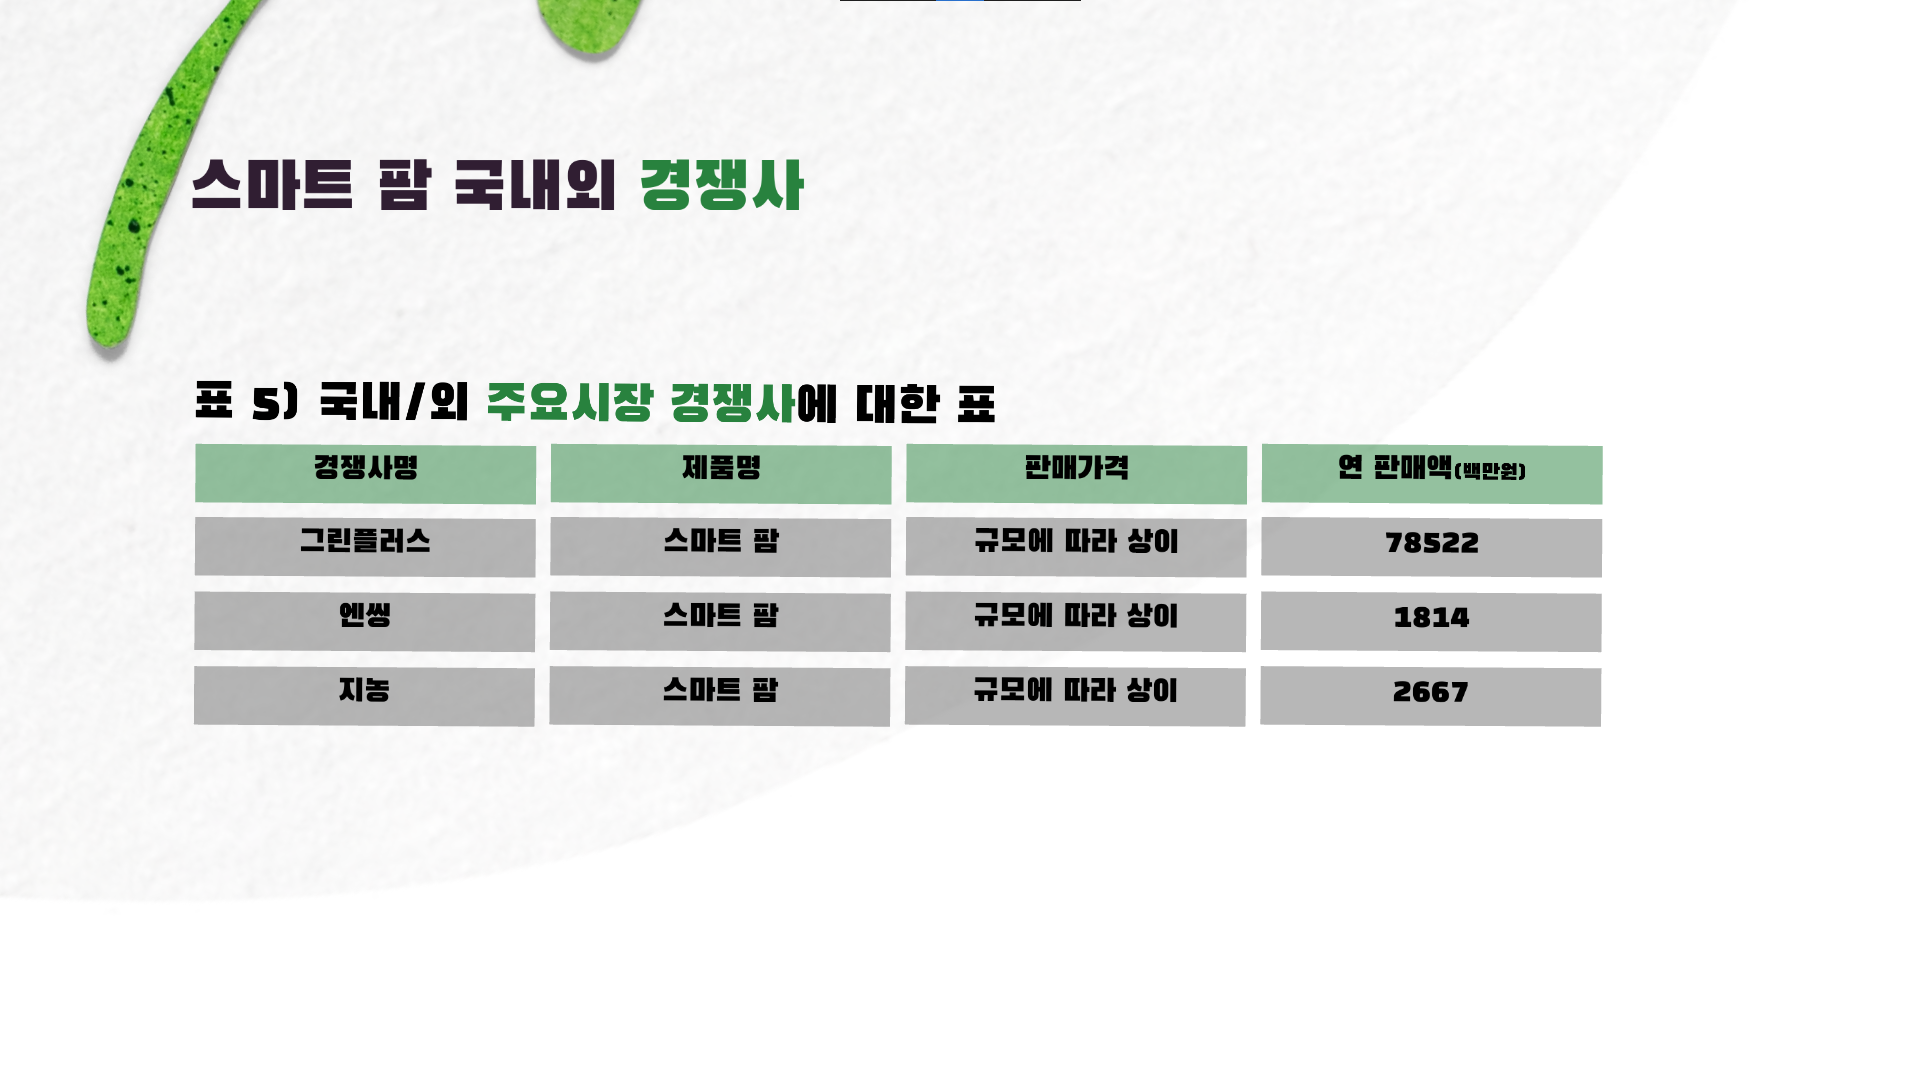 스마트 팜 국내외 경쟁사
표 5) 국내/외 주요시장 경쟁사에 대한 표
경쟁사명 제품명 판매가격 연 판매액(백만원)
그린플러스 스마트 팜 규모에 따라 상이 78522
엔씽 스마트 팜 규모에 따라 상이 1814
지농 스마트 팜 규모에 따라 상이 2667